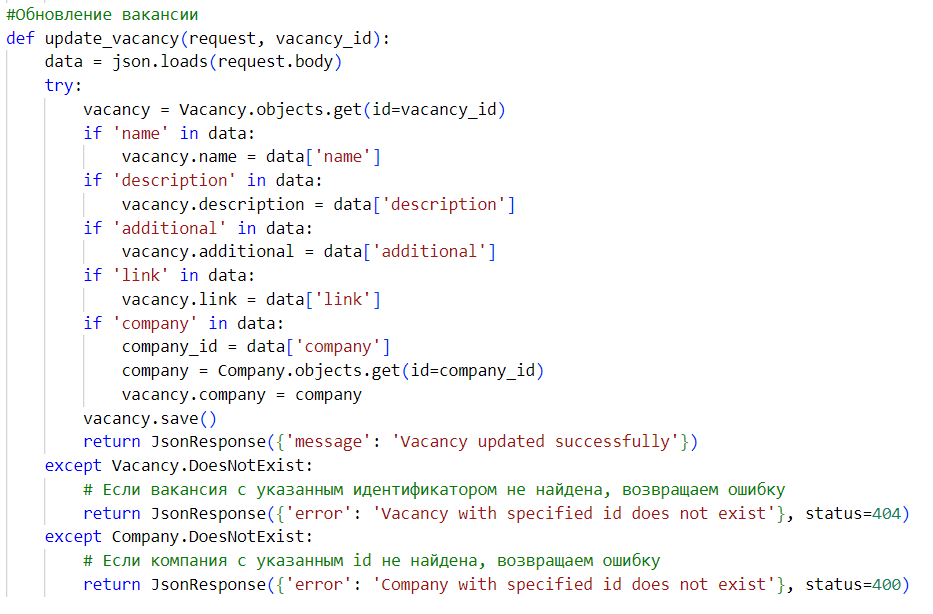 #Обновление вакансии
def update_vacancy(request, vacancy_id):
    data = json.loads(request.body)
    try:
        vacancy = Vacancy.objects.get(id=vacancy_id)
        if 'name' in data:
            vacancy.name = data['name']
        if 'description' in data:
            vacancy.description = data['description']
        if 'additional' in data:
            vacancy.additional = data['additional']
        if 'link' in data:
            vacancy.link = data['link']
        if 'company' in data:
            company_id = data['company']
            company = Company.objects.get(id=company_id)
            vacancy.company = company
        vacancy.save()
        return JsonResponse({'message': 'Vacancy updated successfully'})
    except Vacancy.DoesNotExist:
        # Если вакансия с указанным идентификатором не найдена, возвращаем ошибку
        return JsonResponse({'error': 'Vacancy with specified id does not exist'}, status=404)
    except Company.DoesNotExist:
        # Если компания с указанным id не найдена, возвращаем ошибку
        return JsonResponse({'error': 'Company with specified id does not exist'}, status=400)